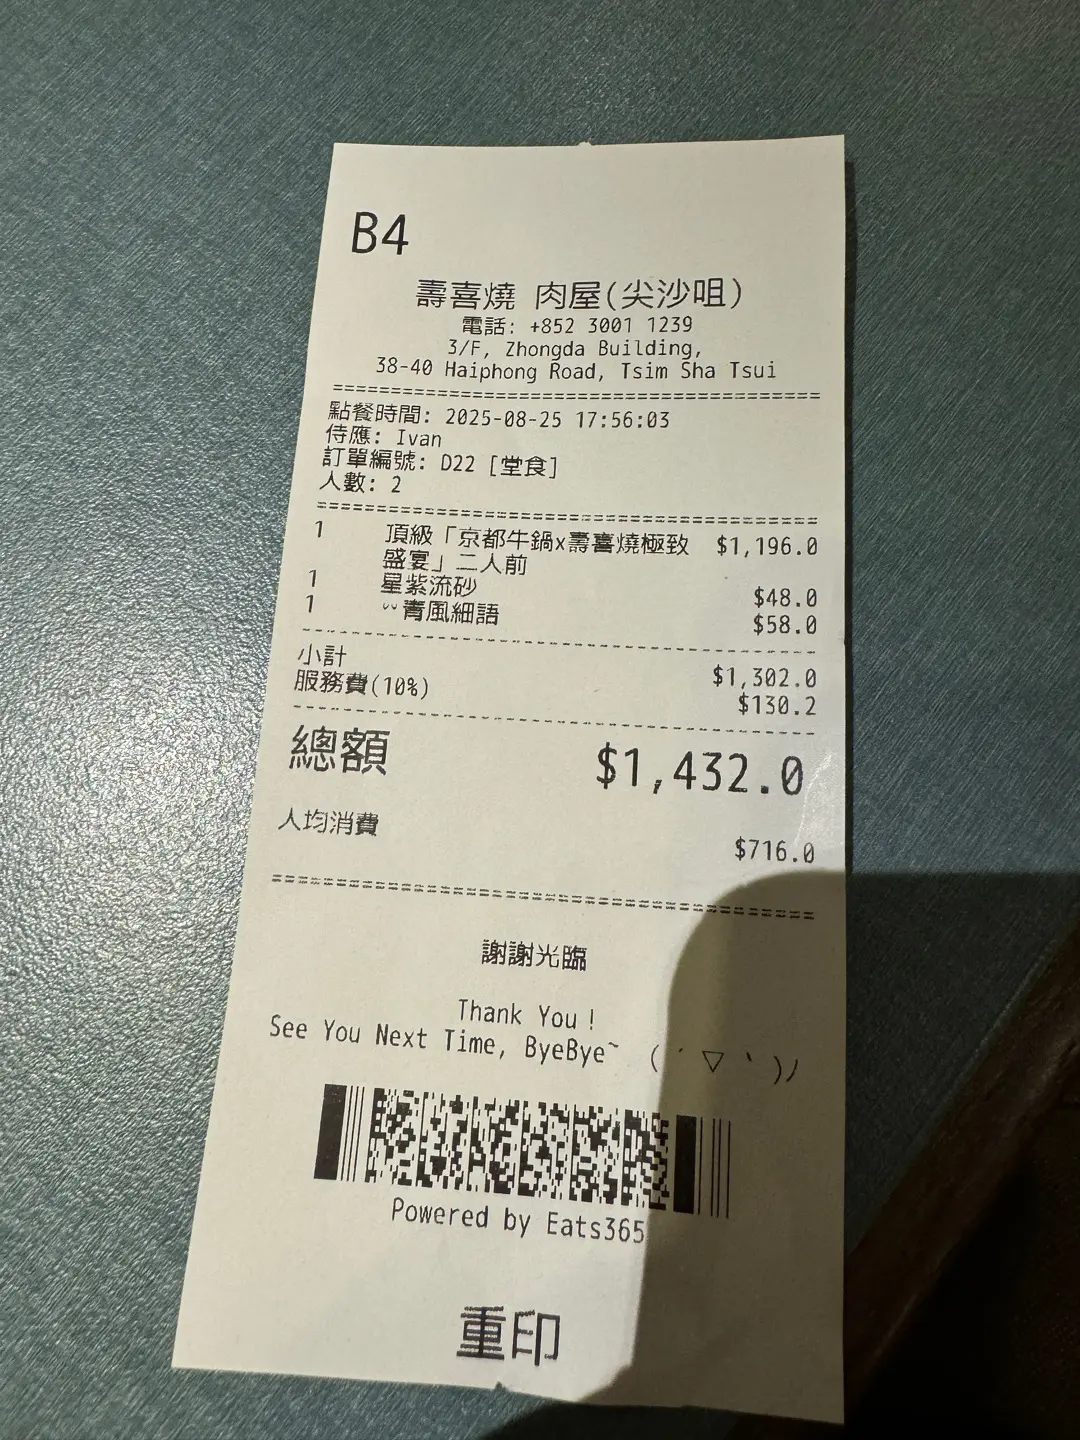 B4
壽喜燒 肉屋(尖沙咀)
電話: +852 3001 1239
3/F, Zhongda Building,
38-40 Haiphong Road, Tsim Sha Tsui
點餐時間: 2025-08-25 17:56:03
侍應: Ivan
訂單編號: D22 [堂食]
人數: 2
1 頂級「京都牛鍋x壽喜燒極致 $1,196.0
盛宴」二人前
1 星紫流砂 $48.0
1 青風細語 $58.0
小計 $1,302.0
服務費(10%) $130.2
總額 $1,432.0
人均消費 $716.0
謝謝光臨
Thank You !
See You Next Time, ByeBye~ ( ´ ▽ ` )ノ
Powered by Eats365
重印